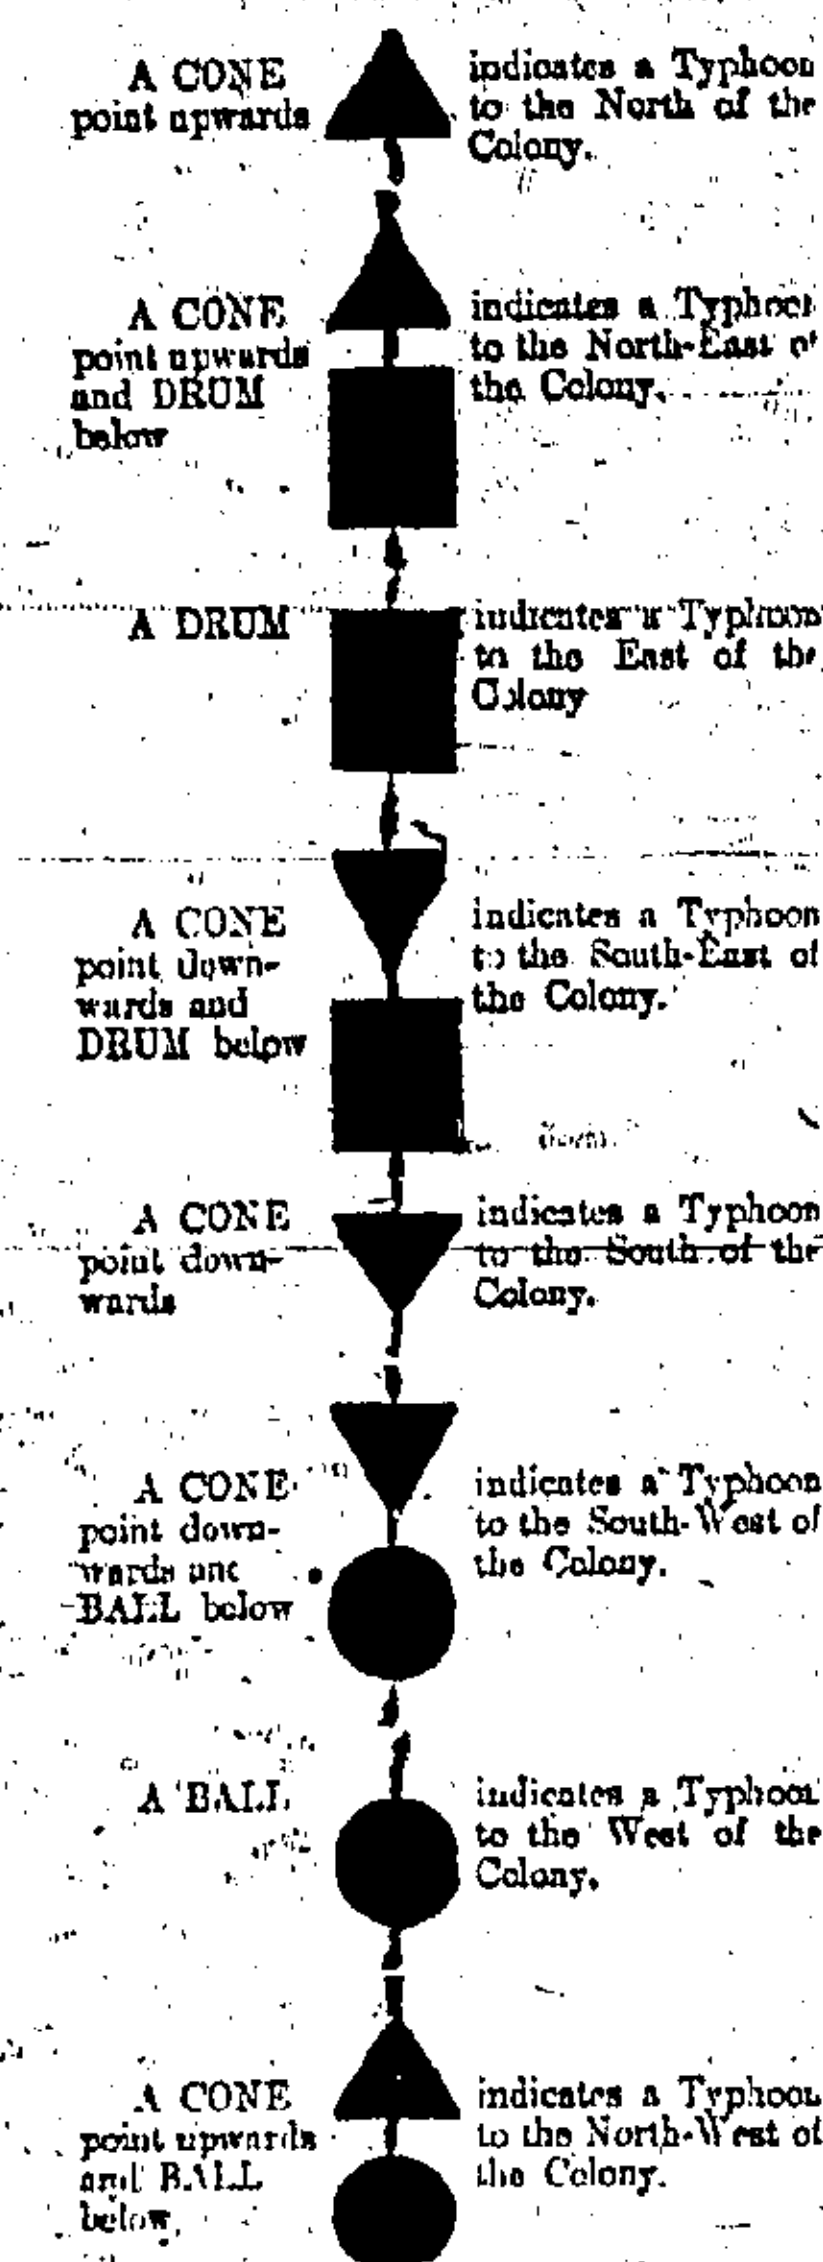 A CONE
point upwards
indicates a Typhoon
to the North of the
Colony.
A CONE
point upwards
and DRUM
below
indicates a Typhoon
to the North-East of
the Colony.
A DRUM
indicates a Typhoon
to the East of the
Colony
A CONE
point down-
wards and
DRUM below
indicates a Typhoon
to the South-East of
the Colony.
A CONE
point down-
wards
indicates a Typhoon
to the South of the
Colony.
A CONE
point down-
wards and
BALL below
indicates a Typhoon
to the South-West of
the Colony.
A BALL
indicates a Typhoon
to the West of the
Colony.
A CONE
point upwards
and BALL
below,
indicates a Typhoon
to the North-West of
the Colony.